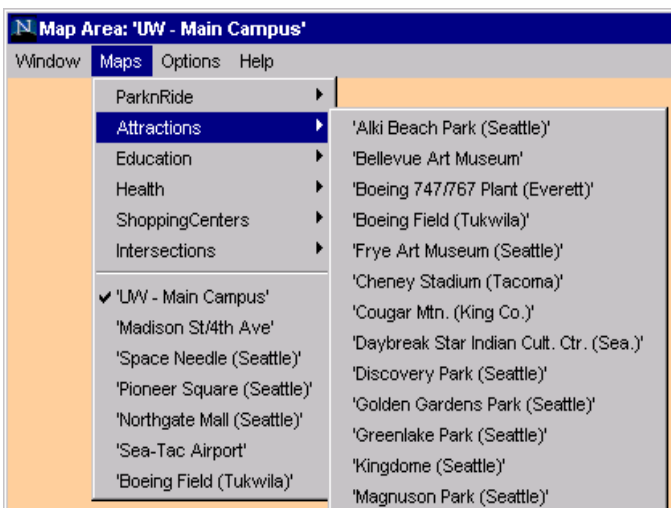 N Map Area: 'UW - Main Campus'
Window Maps Options Help
ParknRide
Attractions
Education
Health
ShoppingCenters
Intersections
✔ 'UW - Main Campus'
'Madison St/4th Ave'
'Space Needle (Seattle)'
'Pioneer Square (Seattle)'
'Northgate Mall (Seattle)'
'Sea-Tac Airport'
'Boeing Field (Tukwila)'
'Alki Beach Park (Seattle)'
'Bellevue Art Museum'
'Boeing 747/767 Plant (Everett)'
'Boeing Field (Tukwila)'
'Frye Art Museum (Seattle)'
'Cheney Stadium (Tacoma)'
'Cougar Mtn. (King Co.)'
'Daybreak Star Indian Cult. Ctr. (Sea.)'
'Discovery Park (Seattle)'
'Golden Gardens Park (Seattle)'
'Greenlake Park (Seattle)'
'Kingdome (Seattle)'
'Magnuson Park (Seattle)'